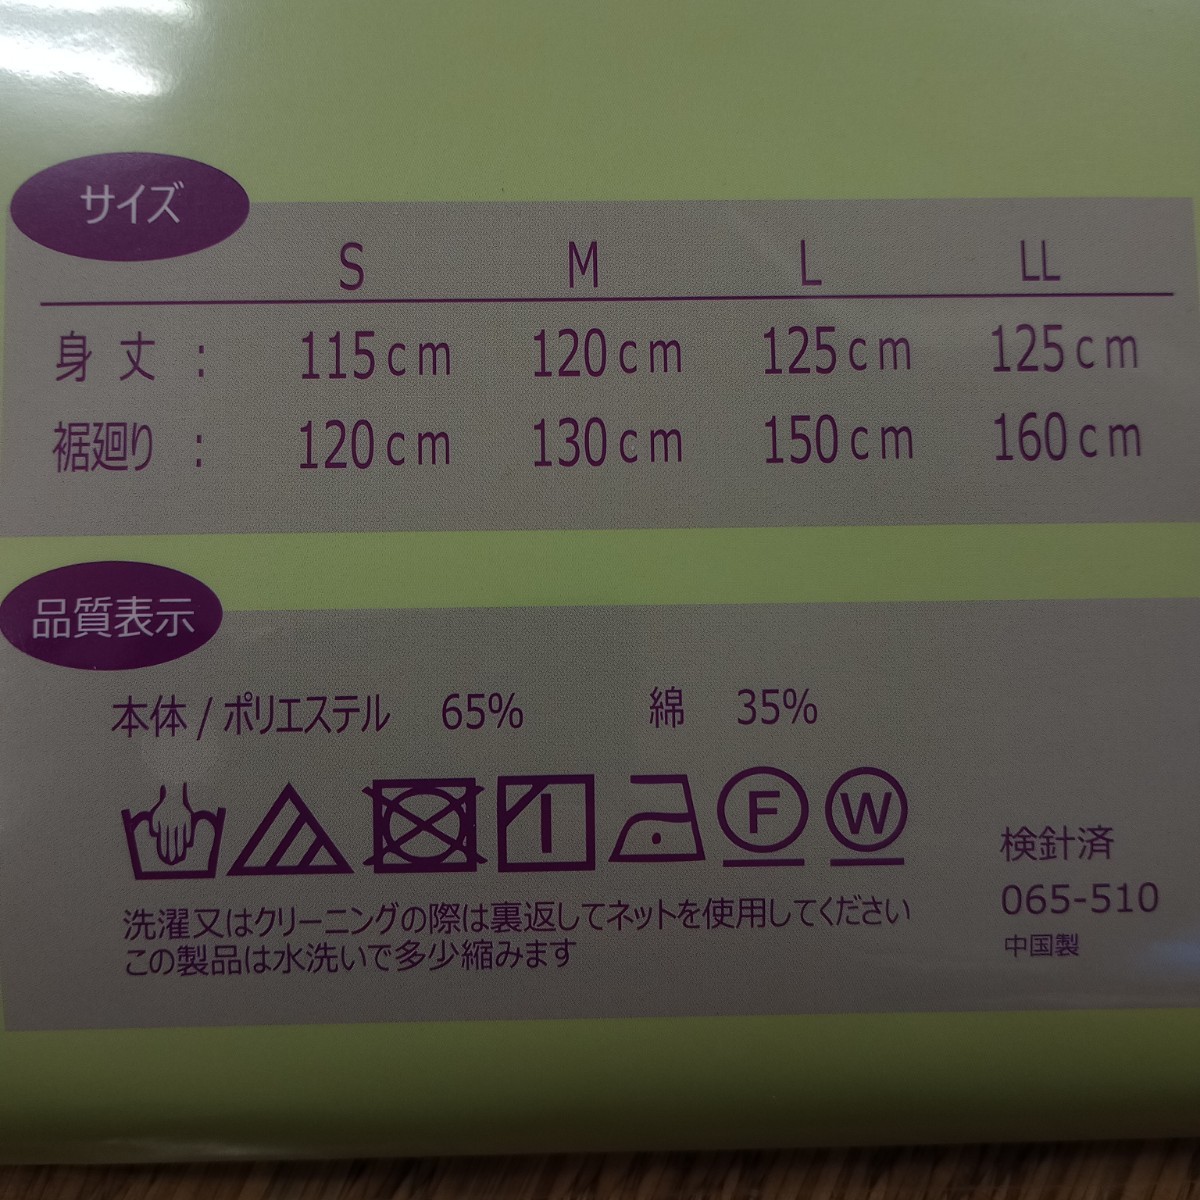 サイズ
S M L LL
身丈 : 115cm 120cm 125cm 125cm
裾廻り : 120cm 130cm 150cm 160cm
品質表示
本体/ポリエステル 65% 綿 35%
F W
洗濯又はクリーニングの際は裏返してネットを使用してください
この製品は水洗いで多少縮みます
検針済
065-510
中国製